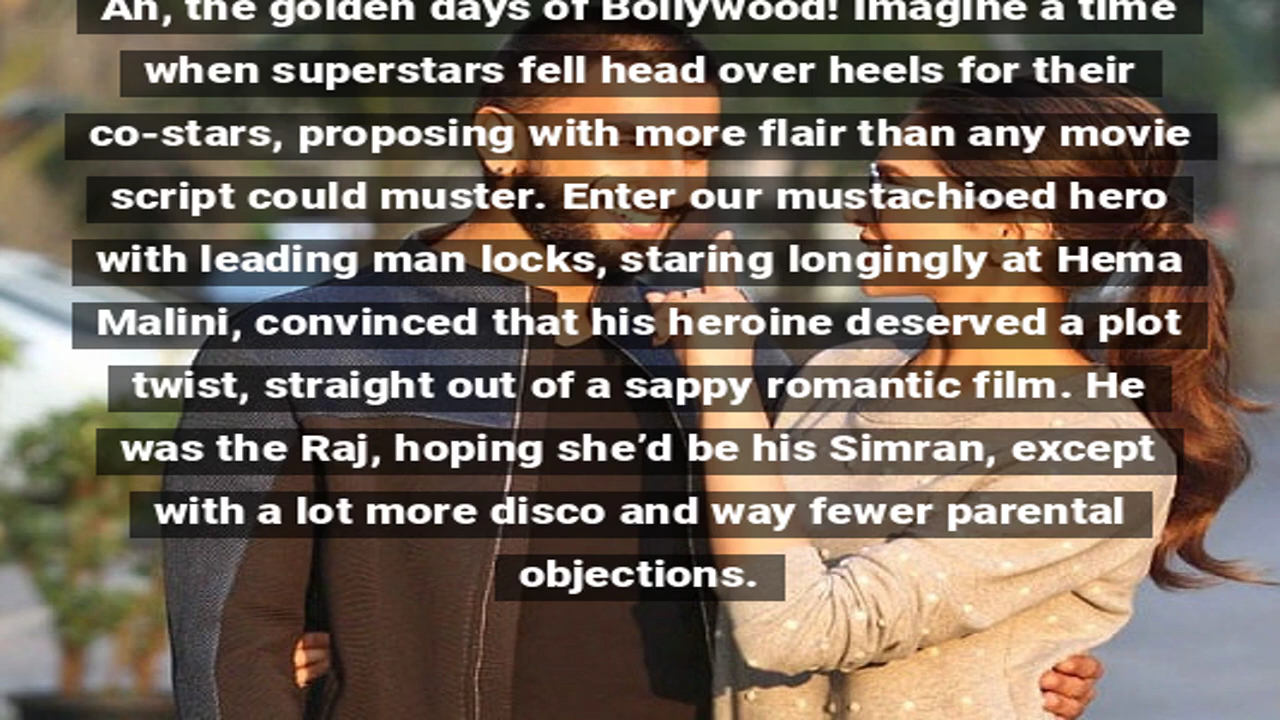 Ah, the golden days of Bollywood! Imagine a time
when superstars fell head over heels for their
co-stars, proposing with more flair than any movie
script could muster. Enter our mustachioed hero
with leading man locks, staring longingly at Hema
Malini, convinced that his heroine deserved a plot
twist, straight out of a sappy romantic film. He
was the Raj, hoping she'd be his Simran, except
with a lot more disco and way fewer parental
objections.